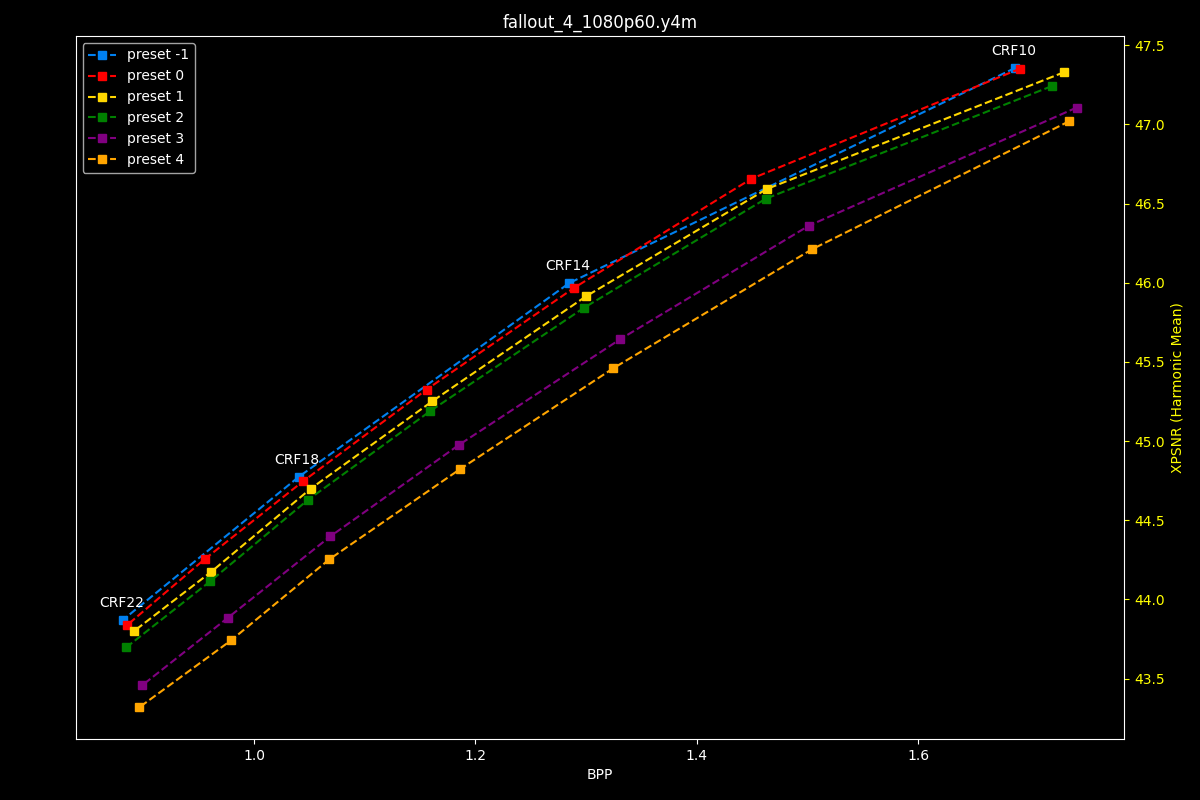 fallout_4_1080p60.y4m
preset -1
preset 0
preset 1
preset 2
preset 3
preset 4
CRF10
CRF14
CRF18
CRF22
47.5
47.0
46.5
46.0
45.5
45.0
44.5
44.0
43.5
XPSNR (Harmonic Mean)
1.0 1.2 1.4 1.6
BPP